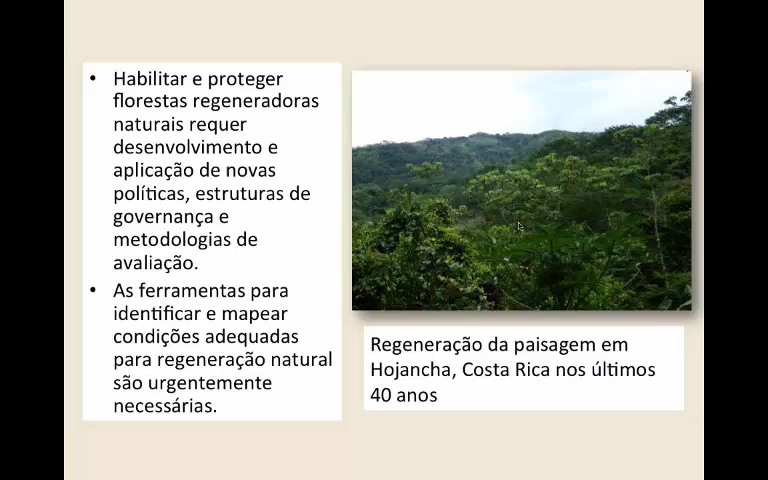 • Habilitar e proteger
florestas regeneradoras
naturais requer
desenvolvimento e
aplicação de novas
políticas, estruturas de
governança e
metodologias de
avaliação.
• As ferramentas para
identificar e mapear
condições adequadas
para regeneração natural
são urgentemente
necessárias.
Regeneração da paisagem em
Hojancha, Costa Rica nos últimos
40 anos